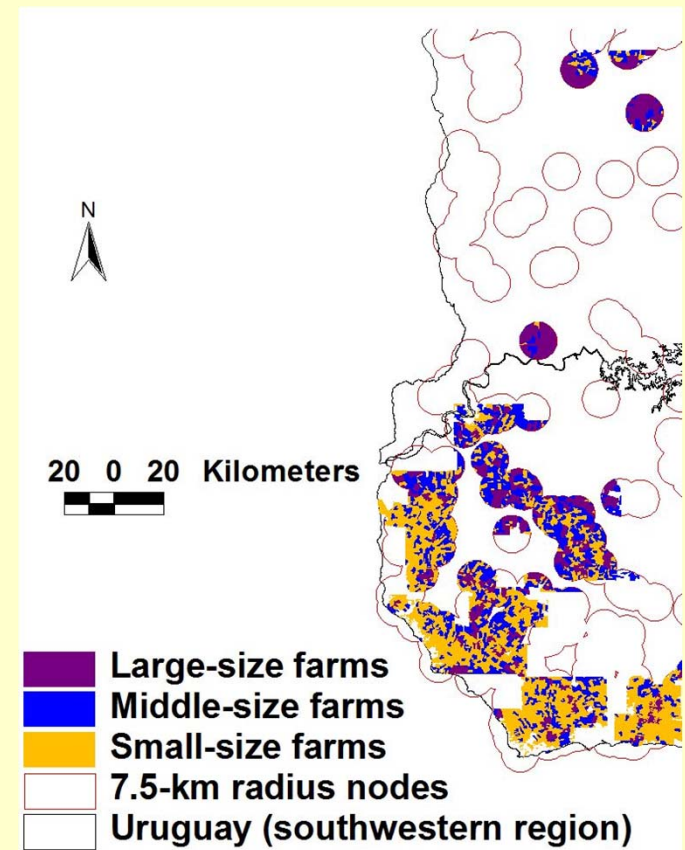 N
20 0 20 Kilometers
Large-size farms
Middle-size farms
Small-size farms
7.5-km radius nodes
Uruguay (southwestern region)